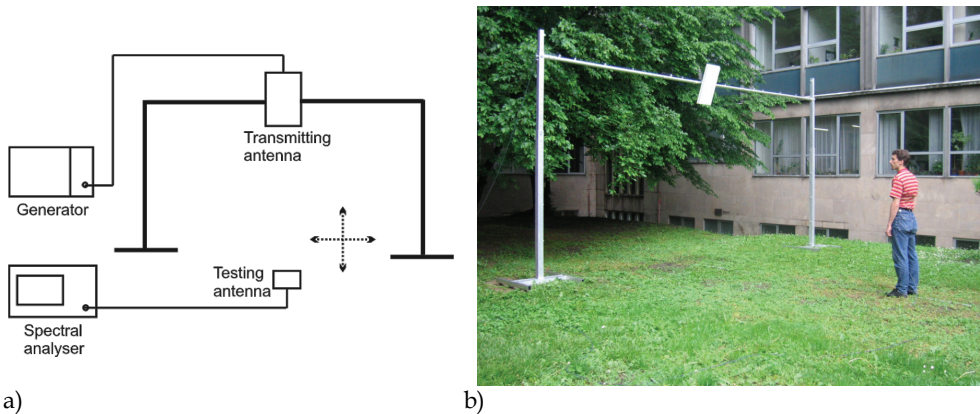 Transmitting
antenna
Generator
Testing
antenna
Spectral
analyser
a)
b)